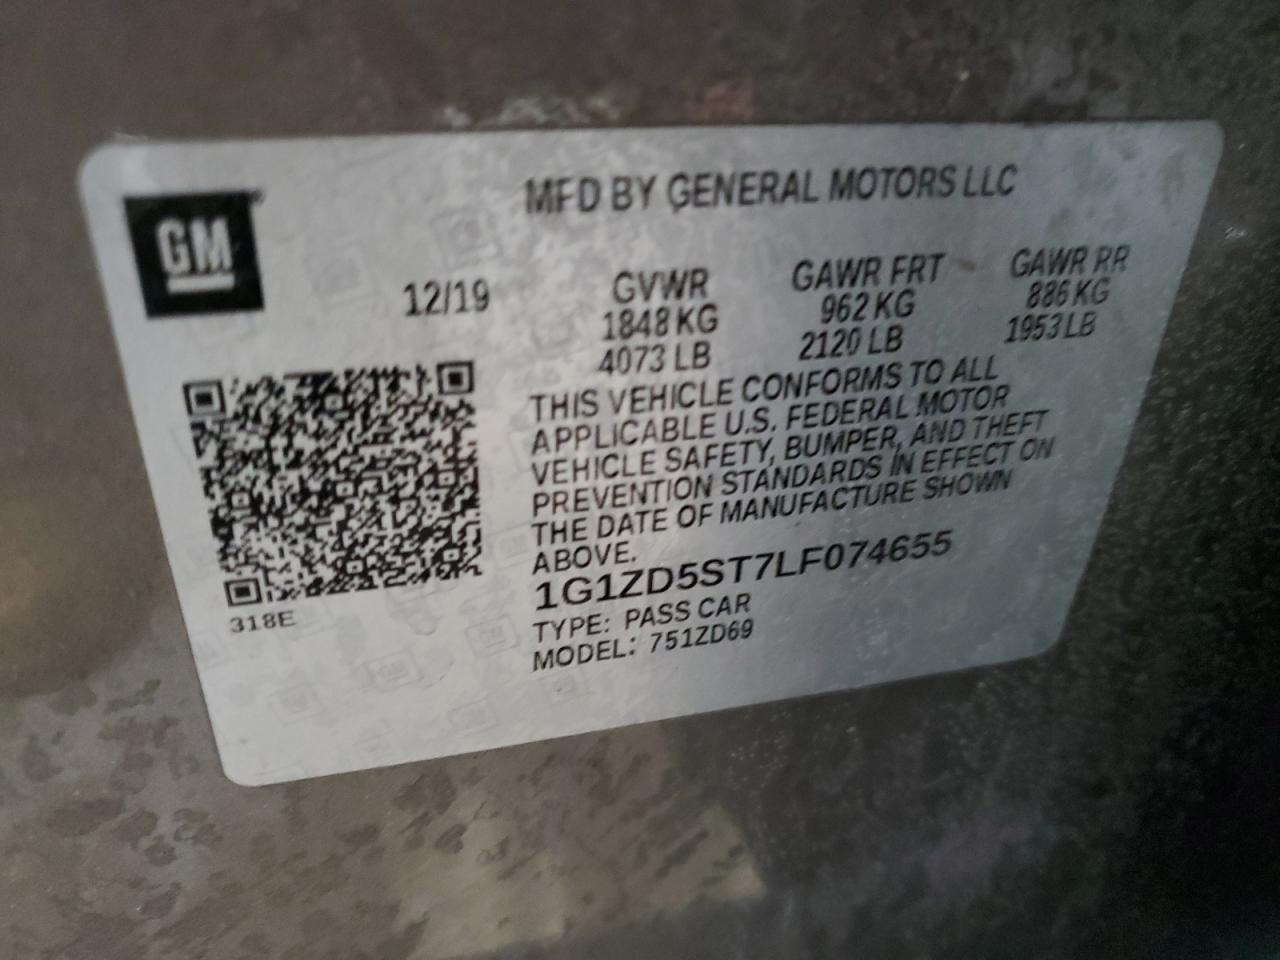 GM
MFD BY GENERAL MOTORS LLC
12/19
GVWR
1848 KG
4073 LB
GAWR FRT
962 KG
2120 LB
GAWR RR
886 KG
1953 LB
THIS VEHICLE CONFORMS TO ALL
APPLICABLE U.S. FEDERAL MOTOR
VEHICLE SAFETY, BUMPER, AND THEFT
PREVENTION STANDARDS IN EFFECT ON
THE DATE OF MANUFACTURE SHOWN
ABOVE.
1G1ZD5ST7LF074655
TYPE: PASS CAR
MODEL: 751ZD69
318E